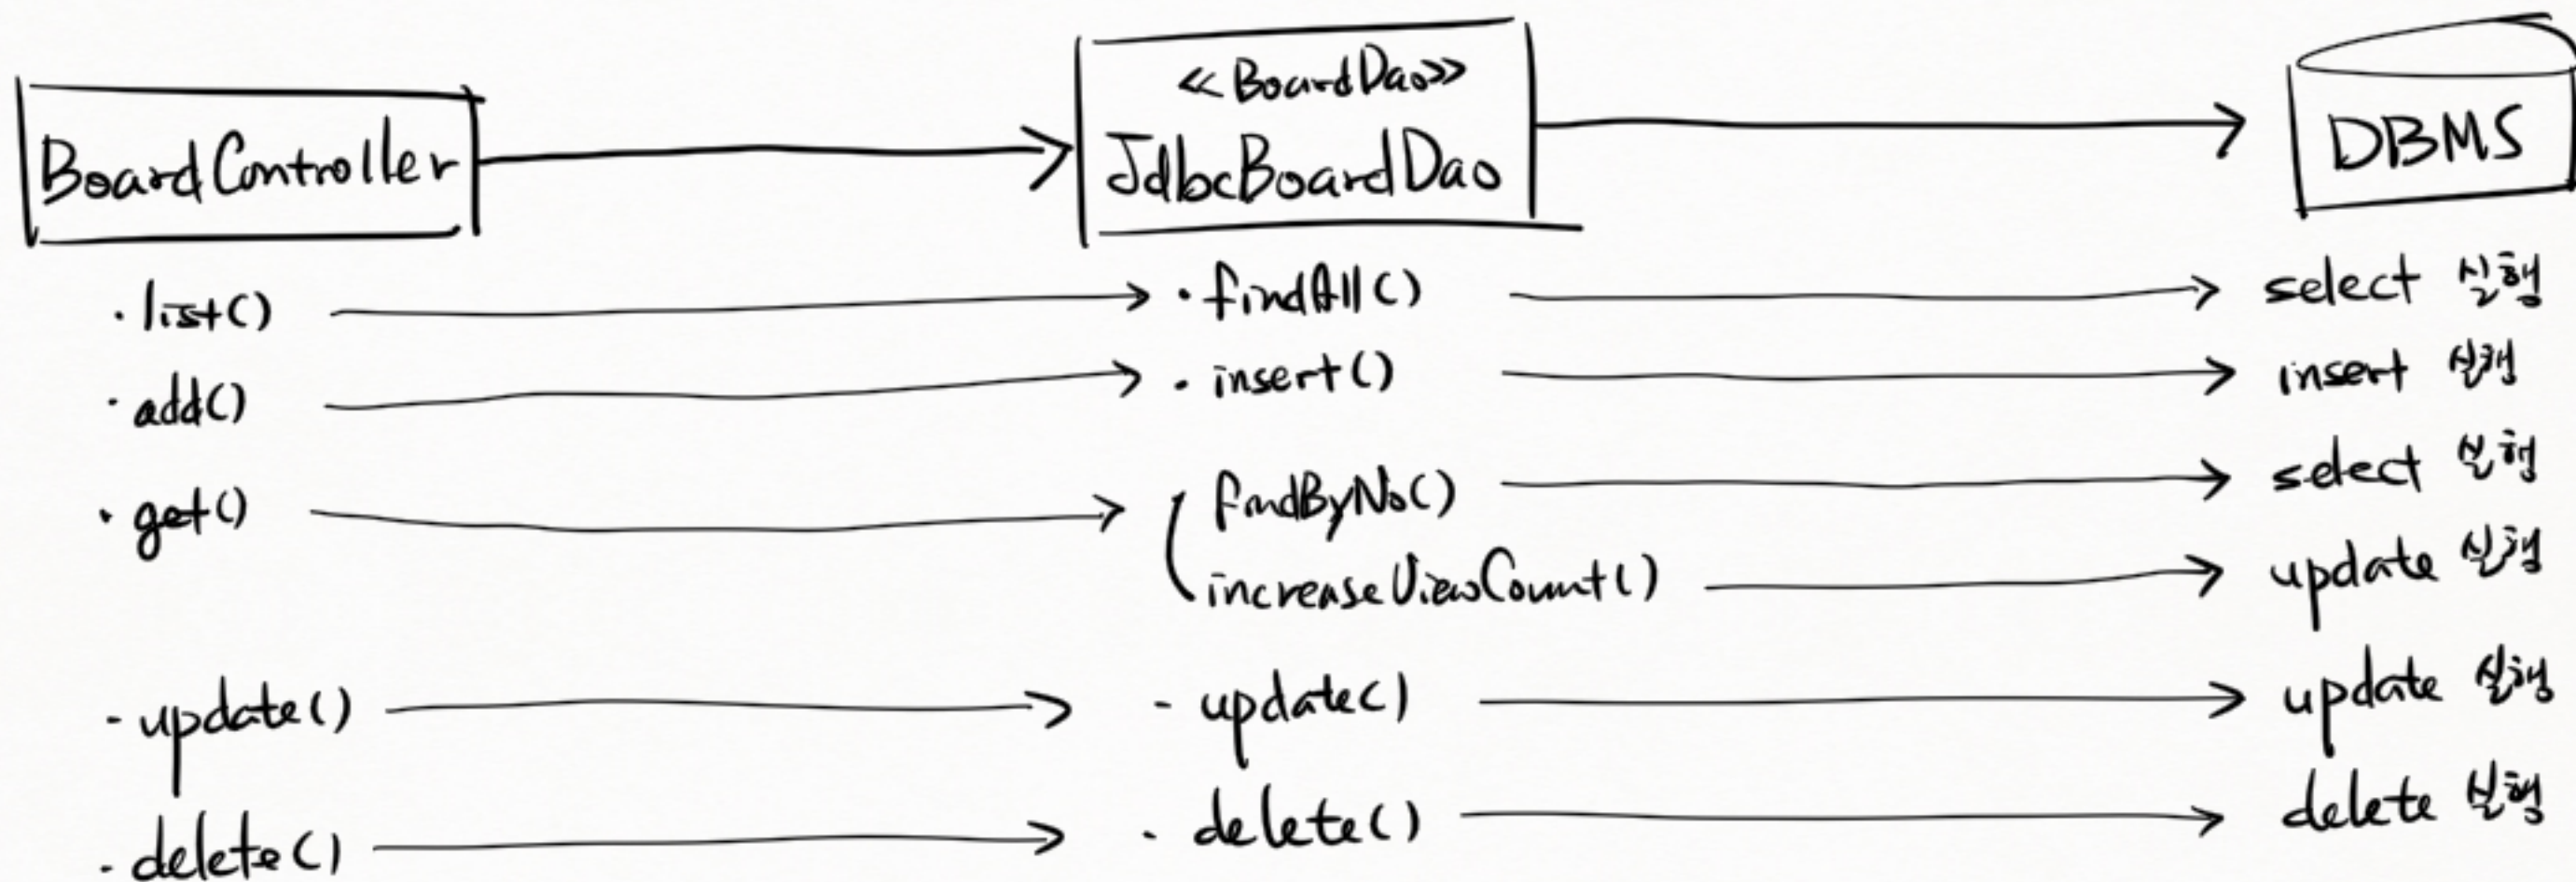 <<BoardDao>>
BoardController
JdbcBoardDao
DBMS
· list()
· findAll()
select 실행
· add()
· insert()
insert 실행
· get()
findByNo()
select 실행
increaseViewCount()
update 실행
- update()
- update()
update 실행
- delete()
- delete()
delete 실행